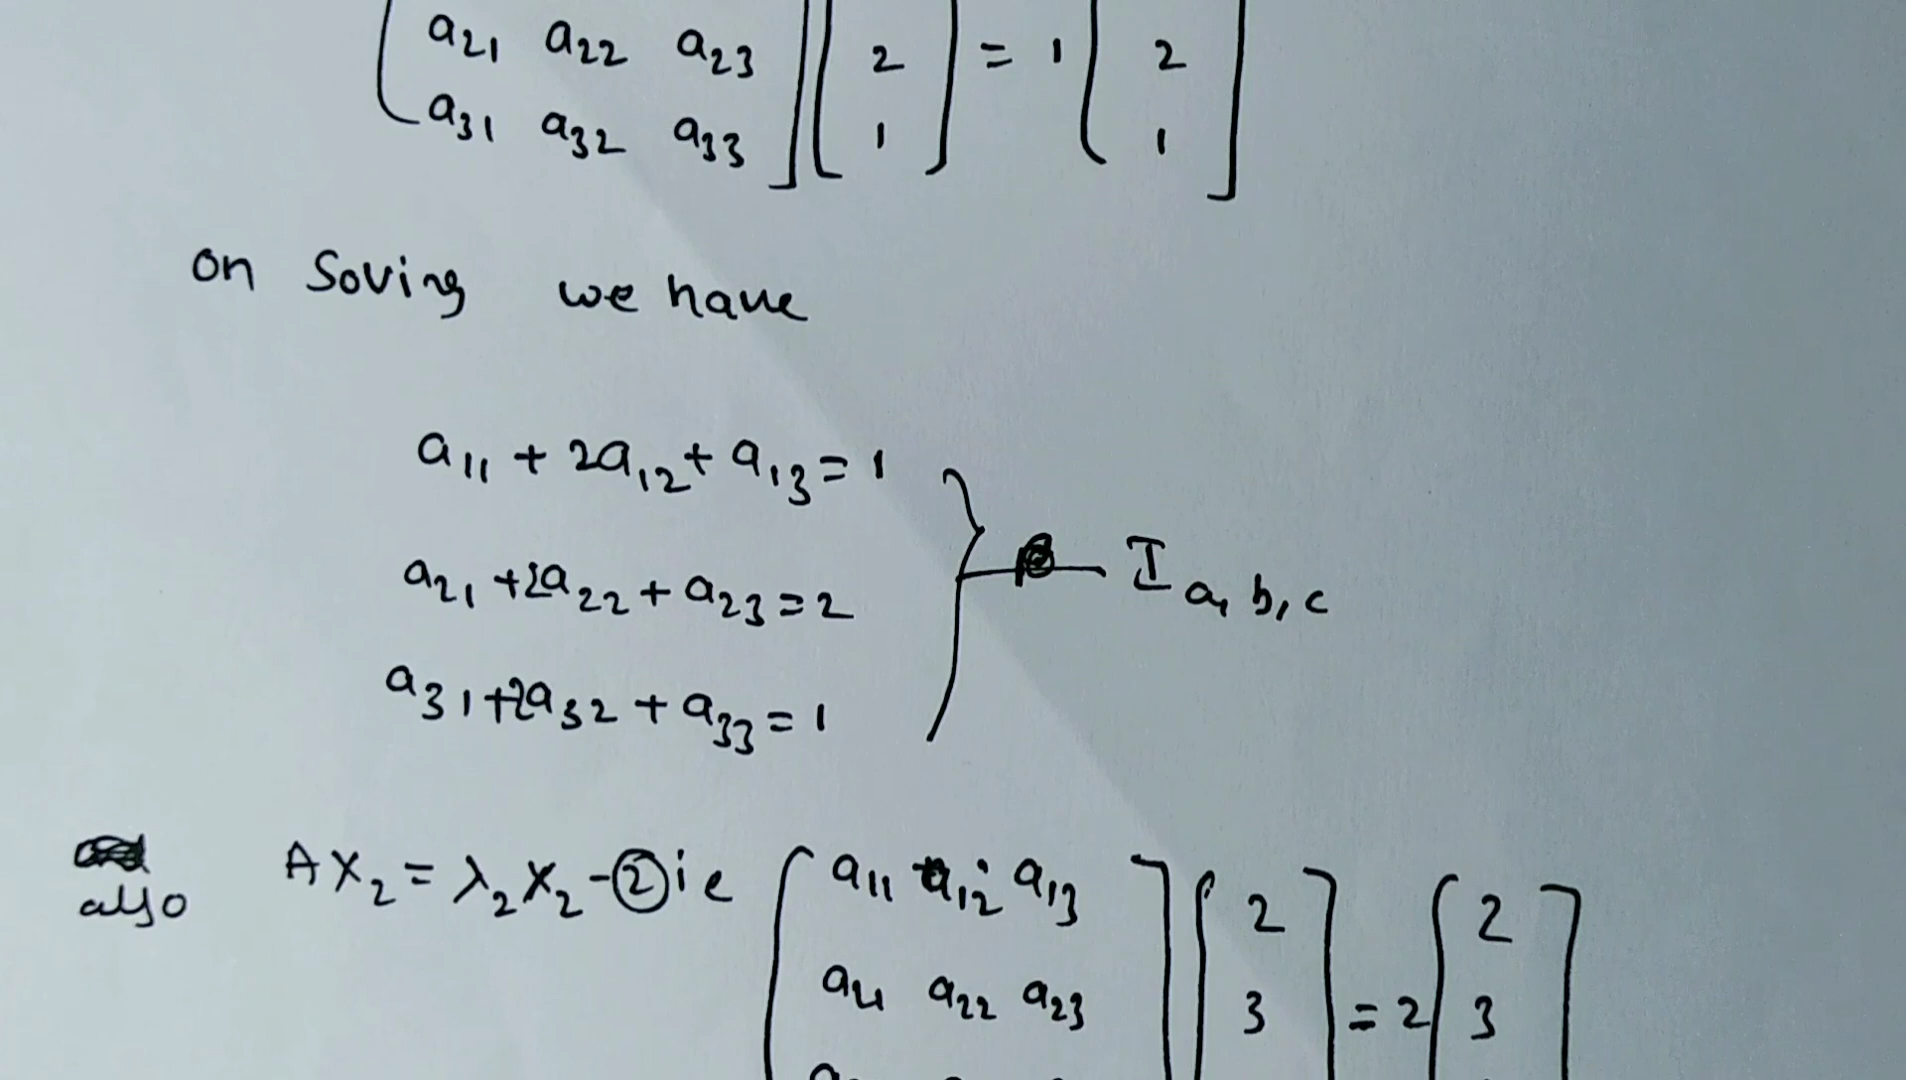 a21 a22 a23 2 = 1 2
a31 a32 a33 1 1
on Soving we have
a11 + 2a12 + a13 = 1
a21 + 2a22 + a23 = 2
I a, b, c
a31 + 2a32 + a33 = 1
also AX2 = λ2X2 - ② ie a11 a12 a13 2 2
a21 a22 a23 3 = 2 3